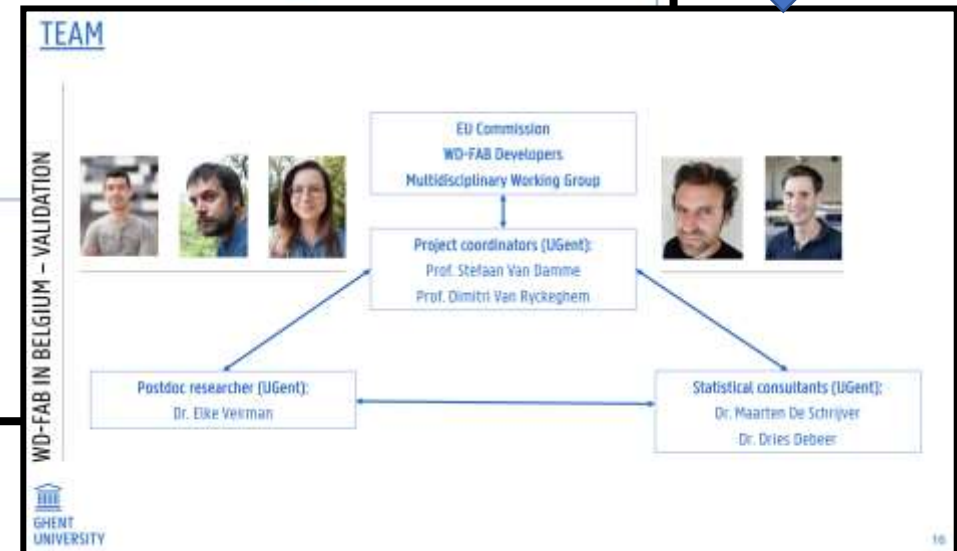 TEAM
WD-FAB IN BELGIUM – VALIDATION
EU Commission
WD-FAB Developers
Multidisciplinary Working Group
Project coordinators (UGent):
Prof. Stefaan Van Damme
Prof. Dimitri Van Ryckeghem
Postdoc researcher (UGent):
Dr. Elke Veirman
Statistical consultants (UGent):
Dr. Maarten De Schrijver
Dr. Dries Debeer
GHENT
UNIVERSITY
16